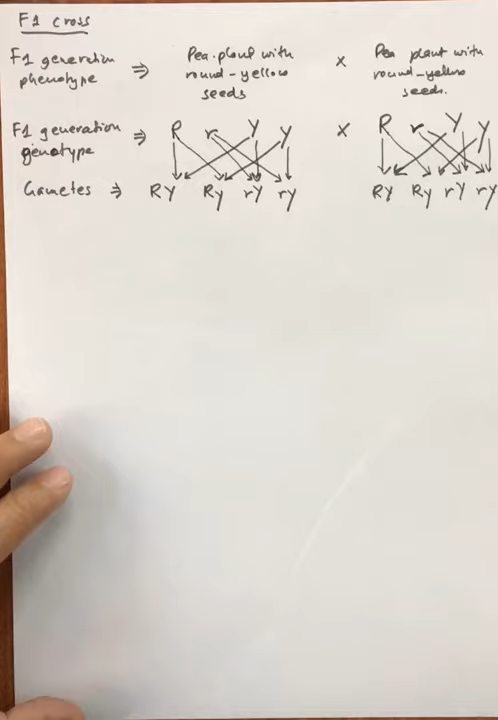 F1 cross
F1 generation phenotype ⇒ Pea plant with round-yellow seeds × Pea plant with round-yellow seeds.
F1 generation genotype ⇒ R r Y y × R r Y y
Gametes ⇒ RY Ry rY ry RY Ry rY ry